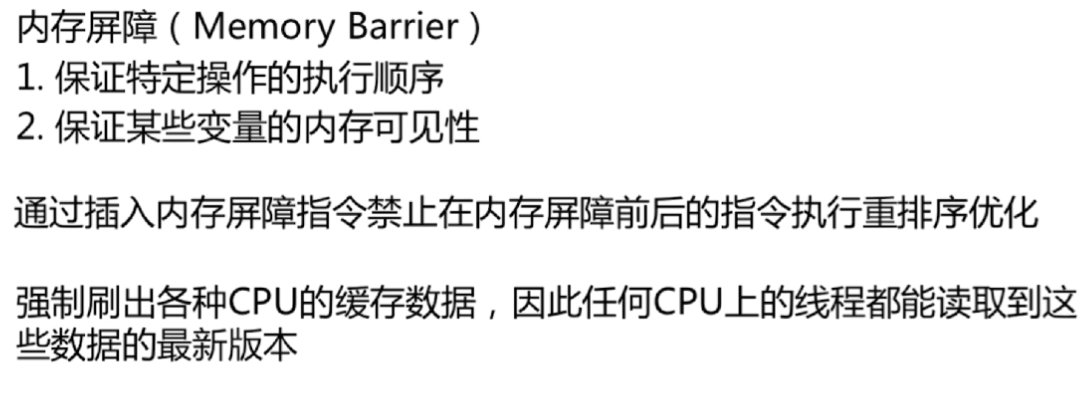 内存屏障（Memory Barrier）
1. 保证特定操作的执行顺序
2. 保证某些变量的内存可见性
通过插入内存屏障指令禁止在内存屏障前后的指令执行重排序优化
强制刷出各种CPU的缓存数据，因此任何CPU上的线程都能读取到这
些数据的最新版本